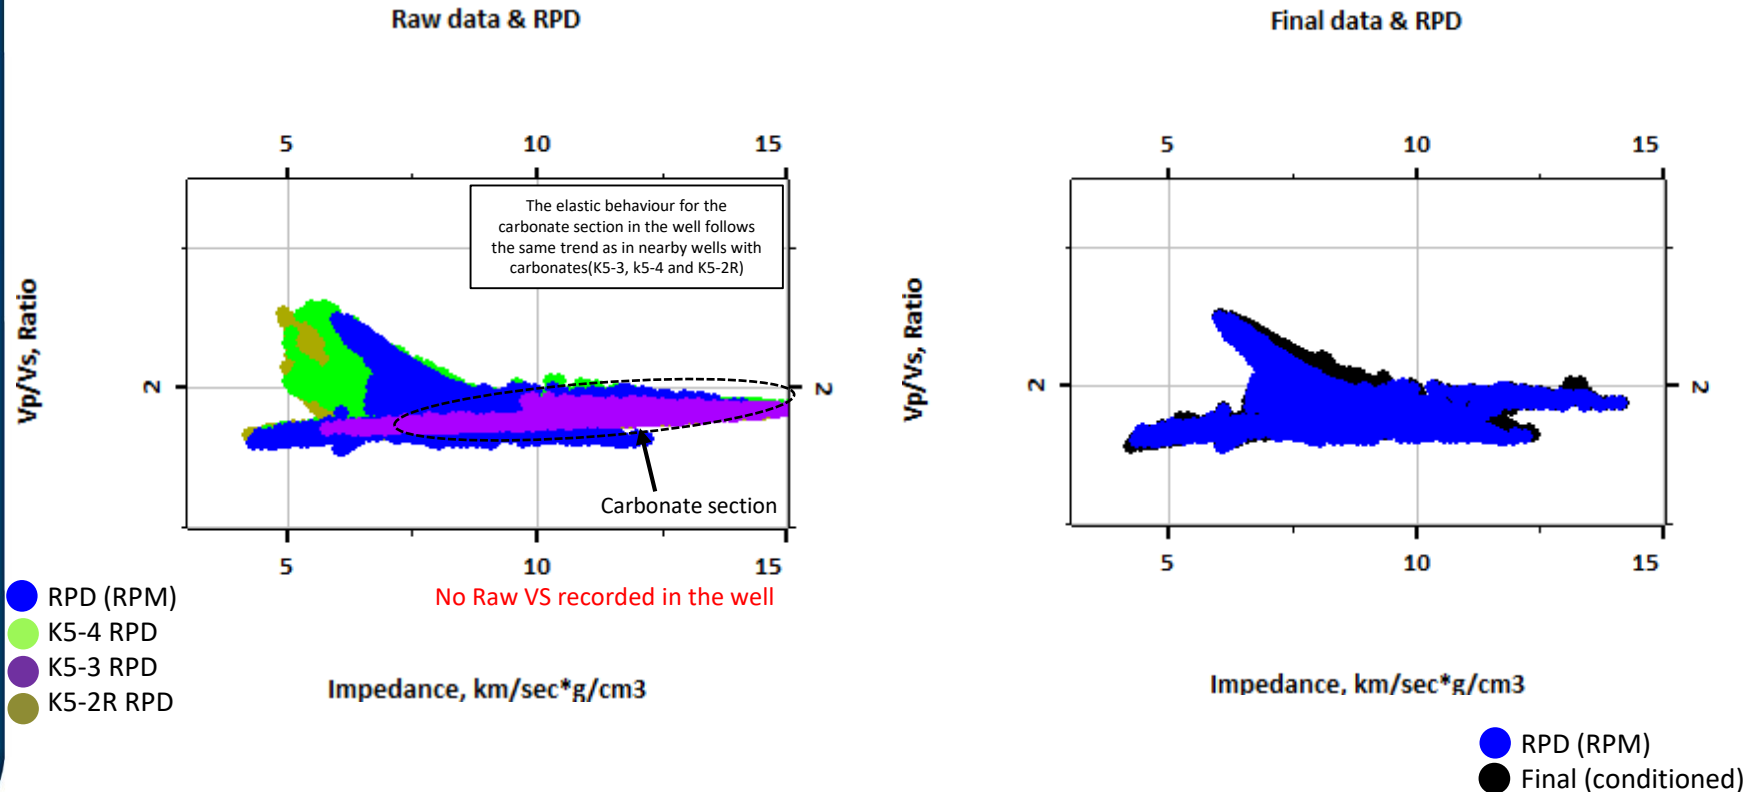 Raw data & RPD
5 10 15
The elastic behaviour for the
carbonate section in the well follows
the same trend as in nearby wells with
carbonates(K5-3, k5-4 and K5-2R)
Vp/Vs, Ratio
2
2
Carbonate section
5 10 15
No Raw VS recorded in the well
RPD (RPM)
K5-4 RPD
K5-3 RPD
K5-2R RPD
Impedance, km/sec*g/cm3
Final data & RPD
5 10 15
Vp/Vs, Ratio
2
2
5 10 15
Impedance, km/sec*g/cm3
RPD (RPM)
Final (conditioned)